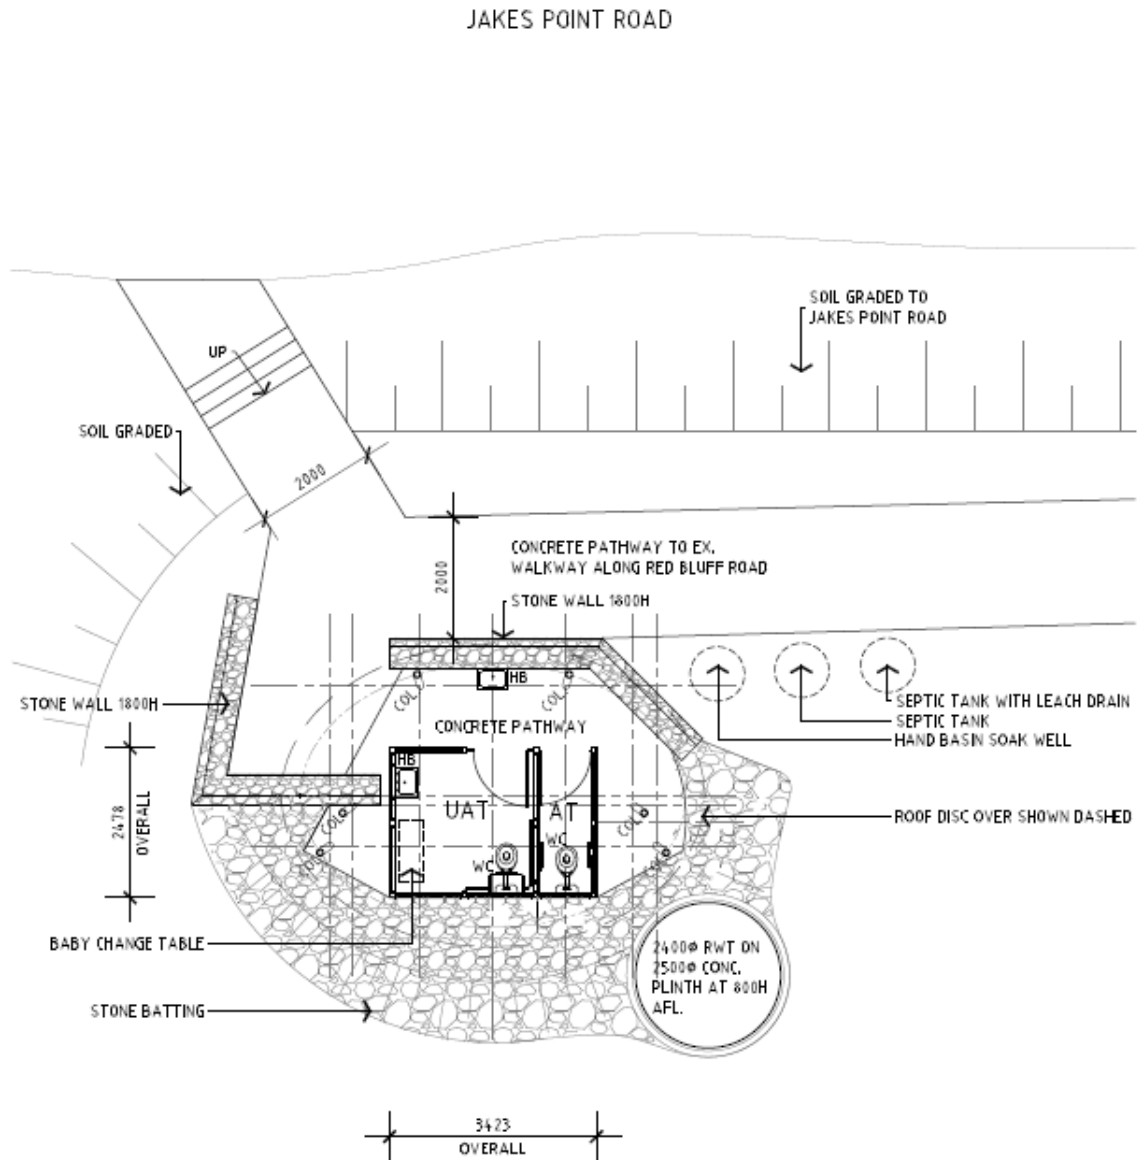 JAKES POINT ROAD
SOIL GRADED TO
JAKES POINT ROAD
UP
SOIL GRADED
2000
2000
CONCRETE PATHWAY TO EX.
WALKWAY ALONG RED BLUFF ROAD
STONE WALL 1800H
HB
COL
COL
STONE WALL 1800H
SEPTIC TANK WITH LEACH DRAIN
SEPTIC TANK
HAND BASIN SOAK WELL
CONCRETE PATHWAY
HB
2478
OVERALL
UAT
AT
COL
COL
ROOF DISC OVER SHOWN DASHED
WC
WC
COL
COL
BABY CHANGE TABLE
2400Ø RWT ON
2500Ø CONC.
PLINTH AT 800H
AFL.
STONE BATTING
3423
OVERALL